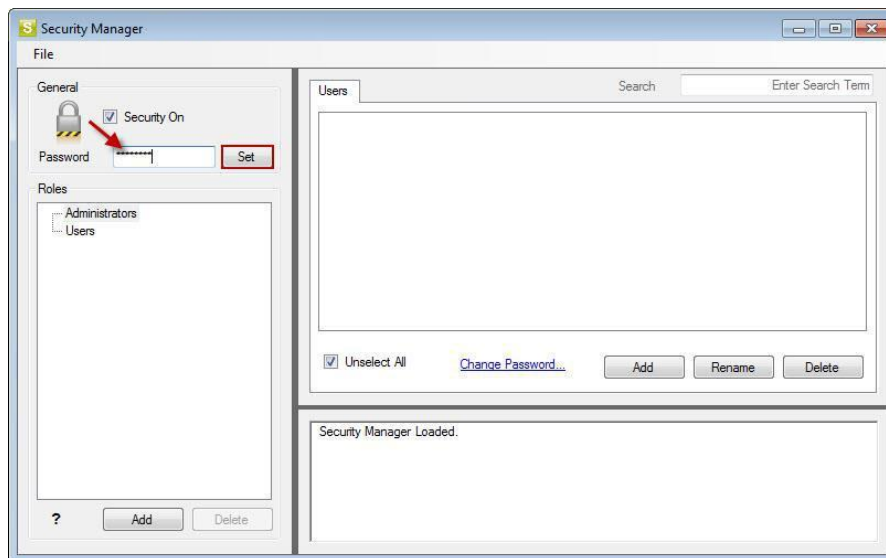 Security Manager
File
General
Security On
Password ******** Set
Roles
Administrators
Users
? Add Delete
Users Search Enter Search Term
Unselect All Change Password... Add Rename Delete
Security Manager Loaded.